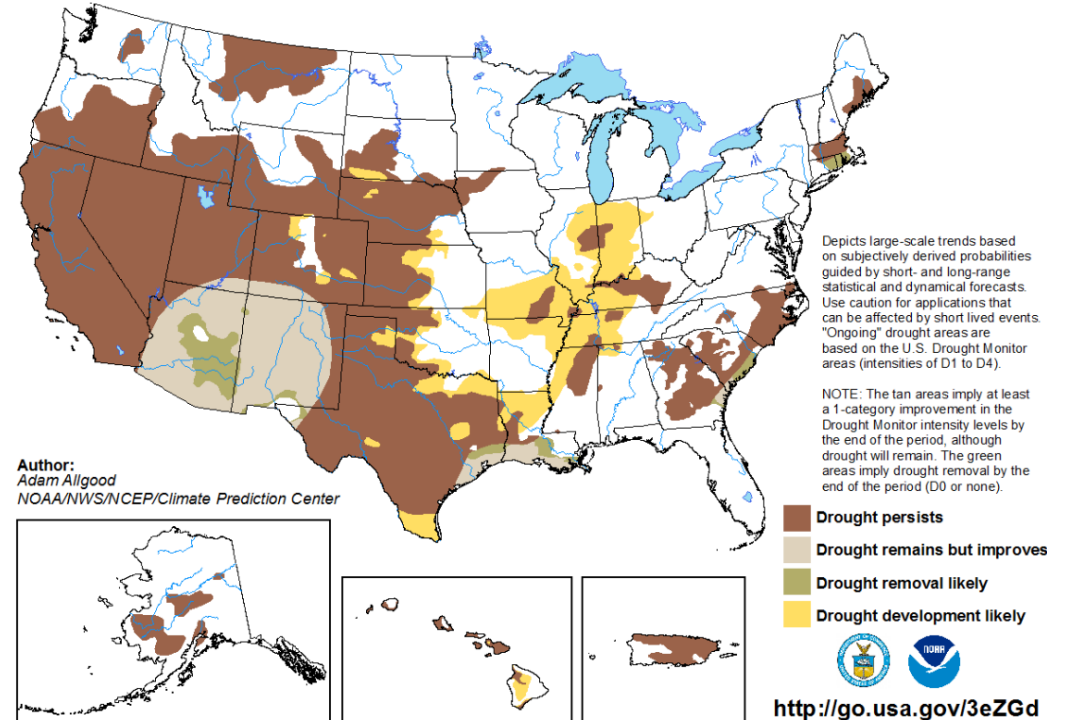 Depicts large-scale trends based
on subjectively derived probabilities
guided by short- and long-range
statistical and dynamical forecasts.
Use caution for applications that
can be affected by short lived events.
"Ongoing" drought areas are
based on the U.S. Drought Monitor
areas (intensities of D1 to D4).
NOTE: The tan areas imply at least
a 1-category improvement in the
Drought Monitor intensity levels by
the end of the period, although
drought will remain. The green
areas imply drought removal by the
end of the period (D0 or none).
Author:
Adam Allgood
NOAA/NWS/NCEP/Climate Prediction Center
Drought persists
Drought remains but improves
Drought removal likely
Drought development likely
NOAA
http://go.usa.gov/3eZGd